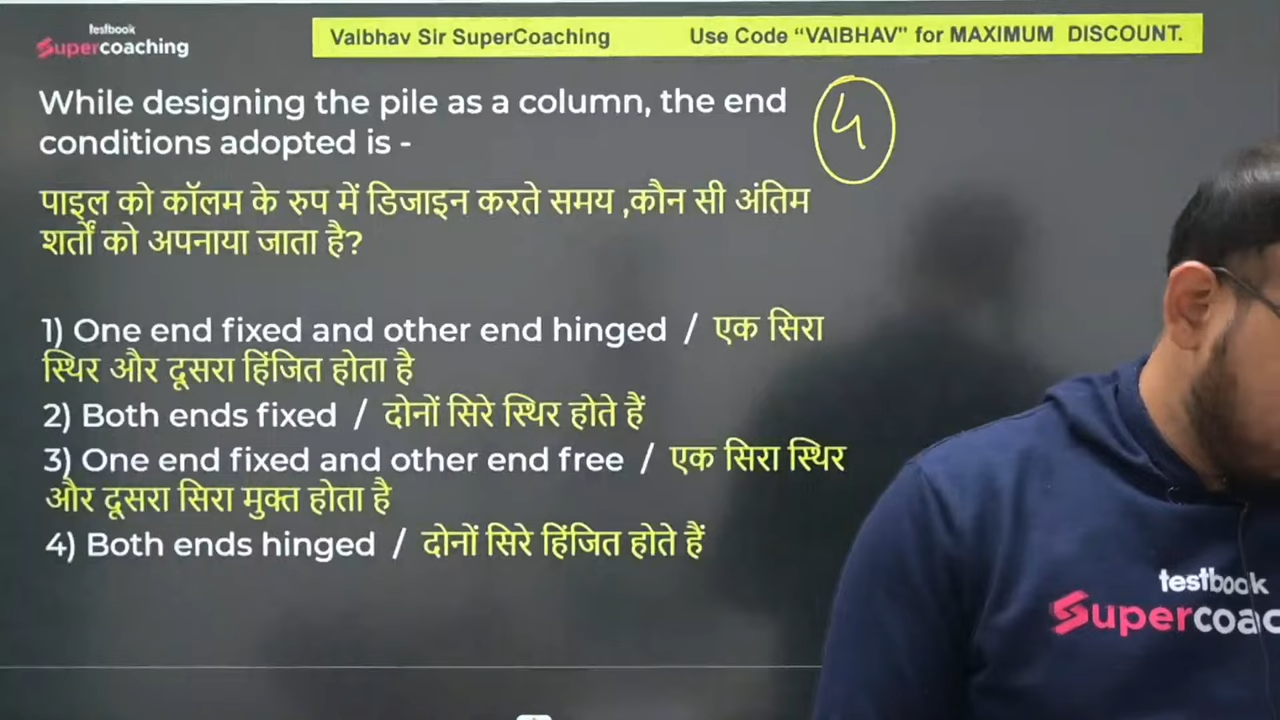 testbook
Supercoaching
Vaibhav Sir SuperCoaching
Use Code “VAIBHAV” for MAXIMUM DISCOUNT.
While designing the pile as a column, the end
conditions adopted is -
4
पाइल को कॉलम के रुप में डिजाइन करते समय ,कौन सी अंतिम
शर्तों को अपनाया जाता है?
1) One end fixed and other end hinged / एक सिरा
स्थिर और दूसरा हिंजित होता है
2) Both ends fixed / दोनों सिरे स्थिर होते हैं
3) One end fixed and other end free / एक सिरा स्थिर
और दूसरा सिरा मुक्त होता है
4) Both ends hinged / दोनों सिरे हिंजित होते हैं
testbook
Supercoac